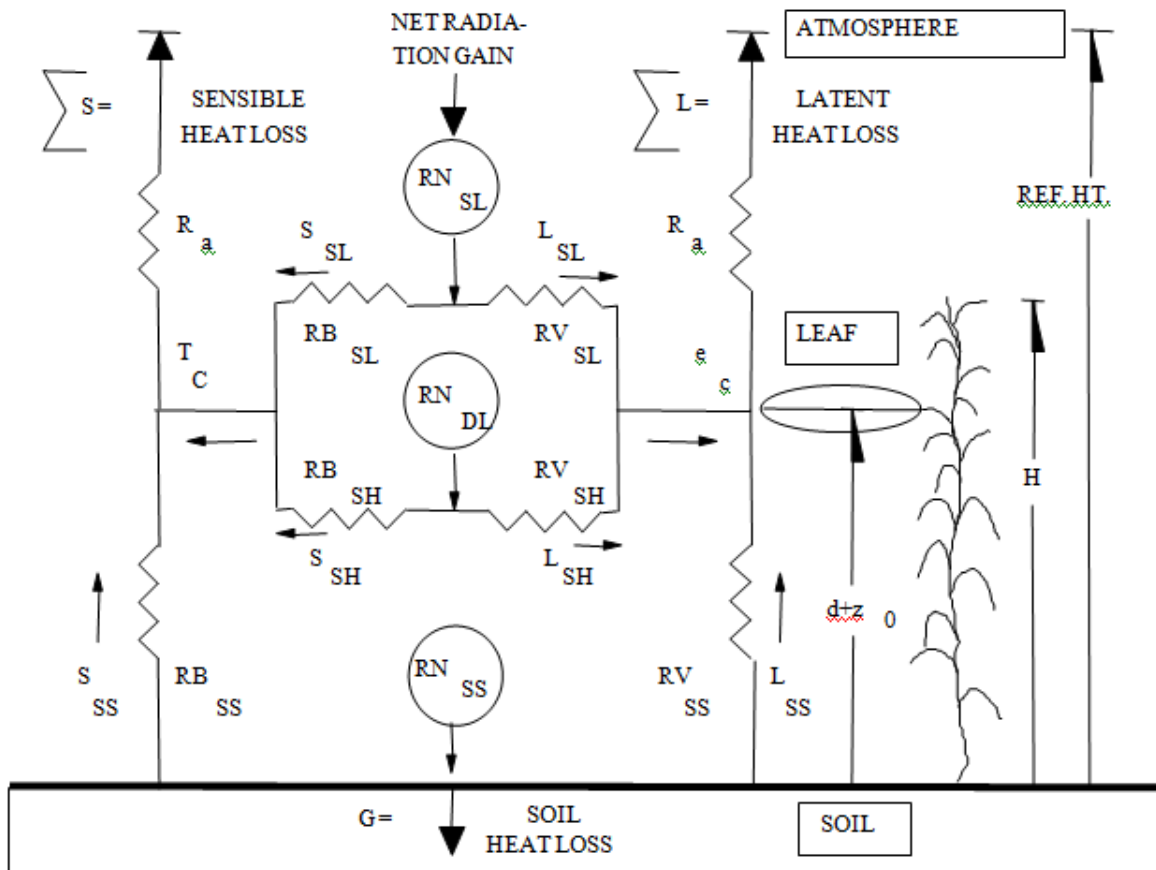 NET RADIA-
TION GAIN
ATMOSPHERE
S =
SENSIBLE
HEAT LOSS
L =
LATENT
HEAT LOSS
RN
SL
REF. HT.
R
a
S
SL
L
SL
R
a
RB
SL
RV
SL
LEAF
T
C
e
c
RN
DL
RB
SH
RV
SH
H
S
SH
L
SH
d+z
0
S
SS
RB
SS
RN
SS
RV
SS
L
SS
G =
SOIL
HEAT LOSS
SOIL